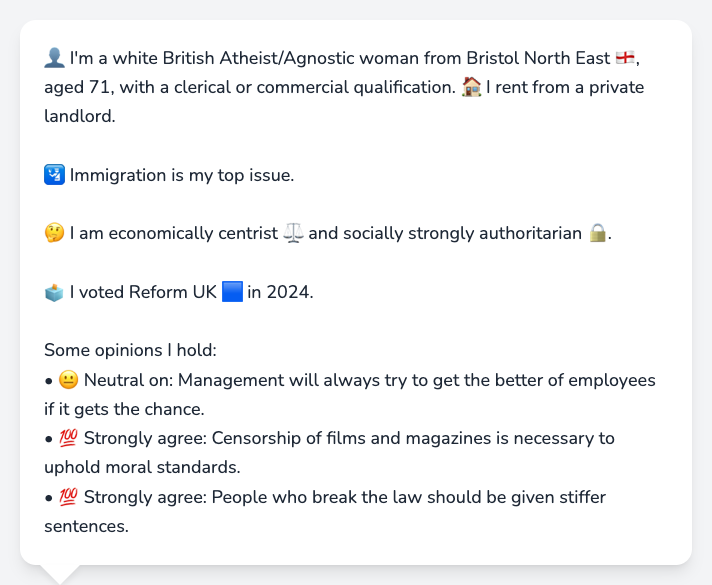 👤 I'm a white British Atheist/Agnostic woman from Bristol North East 🏴󠁧󠁢󠁥󠁮󠁧󠁿,
aged 71, with a clerical or commercial qualification. 🏠 I rent from a private
landlord.
🛂 Immigration is my top issue.
🤔 I am economically centrist ⚖️ and socially strongly authoritarian 🔒.
🗳️ I voted Reform UK 🟦 in 2024.
Some opinions I hold:
• 😐 Neutral on: Management will always try to get the better of employees
if it gets the chance.
• 💯 Strongly agree: Censorship of films and magazines is necessary to
uphold moral standards.
• 💯 Strongly agree: People who break the law should be given stiffer
sentences.